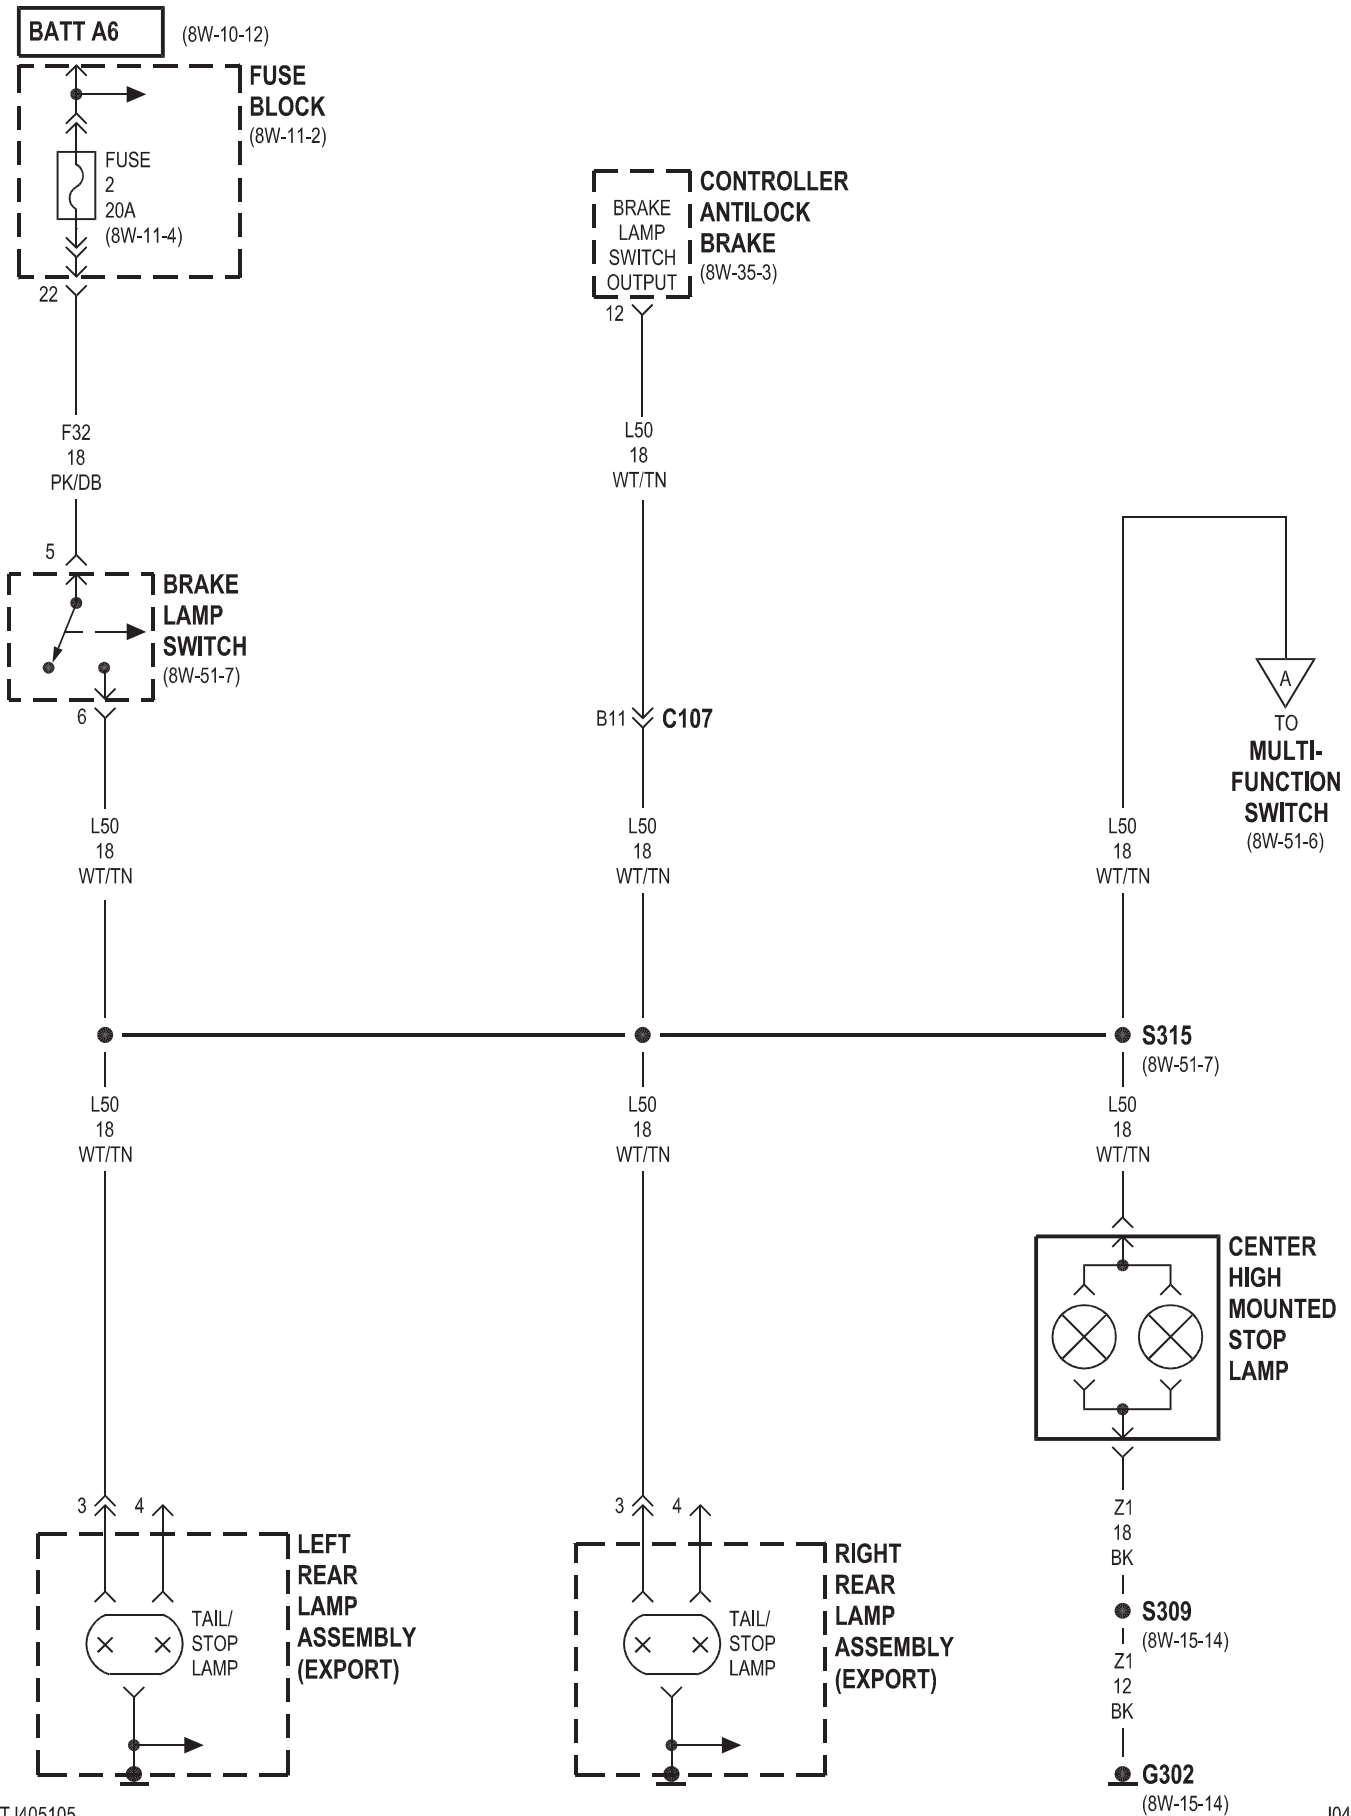 BATT A6
(8W-10-12)
FUSE
BLOCK
(8W-11-2)
FUSE
2
20A
(8W-11-4)
22
F32
18
PK/DB
5
BRAKE
LAMP
SWITCH
(8W-51-7)
6
L50
18
WT/TN
L50
18
WT/TN
3
4
LEFT
REAR
LAMP
ASSEMBLY
(EXPORT)
TAIL/
STOP
LAMP
BRAKE
LAMP
SWITCH
OUTPUT
CONTROLLER
ANTILOCK
BRAKE
(8W-35-3)
12
L50
18
WT/TN
B11
C107
L50
18
WT/TN
L50
18
WT/TN
3
4
RIGHT
REAR
LAMP
ASSEMBLY
(EXPORT)
TAIL/
STOP
LAMP
A
TO
MULTI-
FUNCTION
SWITCH
(8W-51-6)
L50
18
WT/TN
S315
(8W-51-7)
L50
18
WT/TN
CENTER
HIGH
MOUNTED
STOP
LAMP
Z1
18
BK
S309
(8W-15-14)
Z1
12
BK
G302
(8W-15-14)